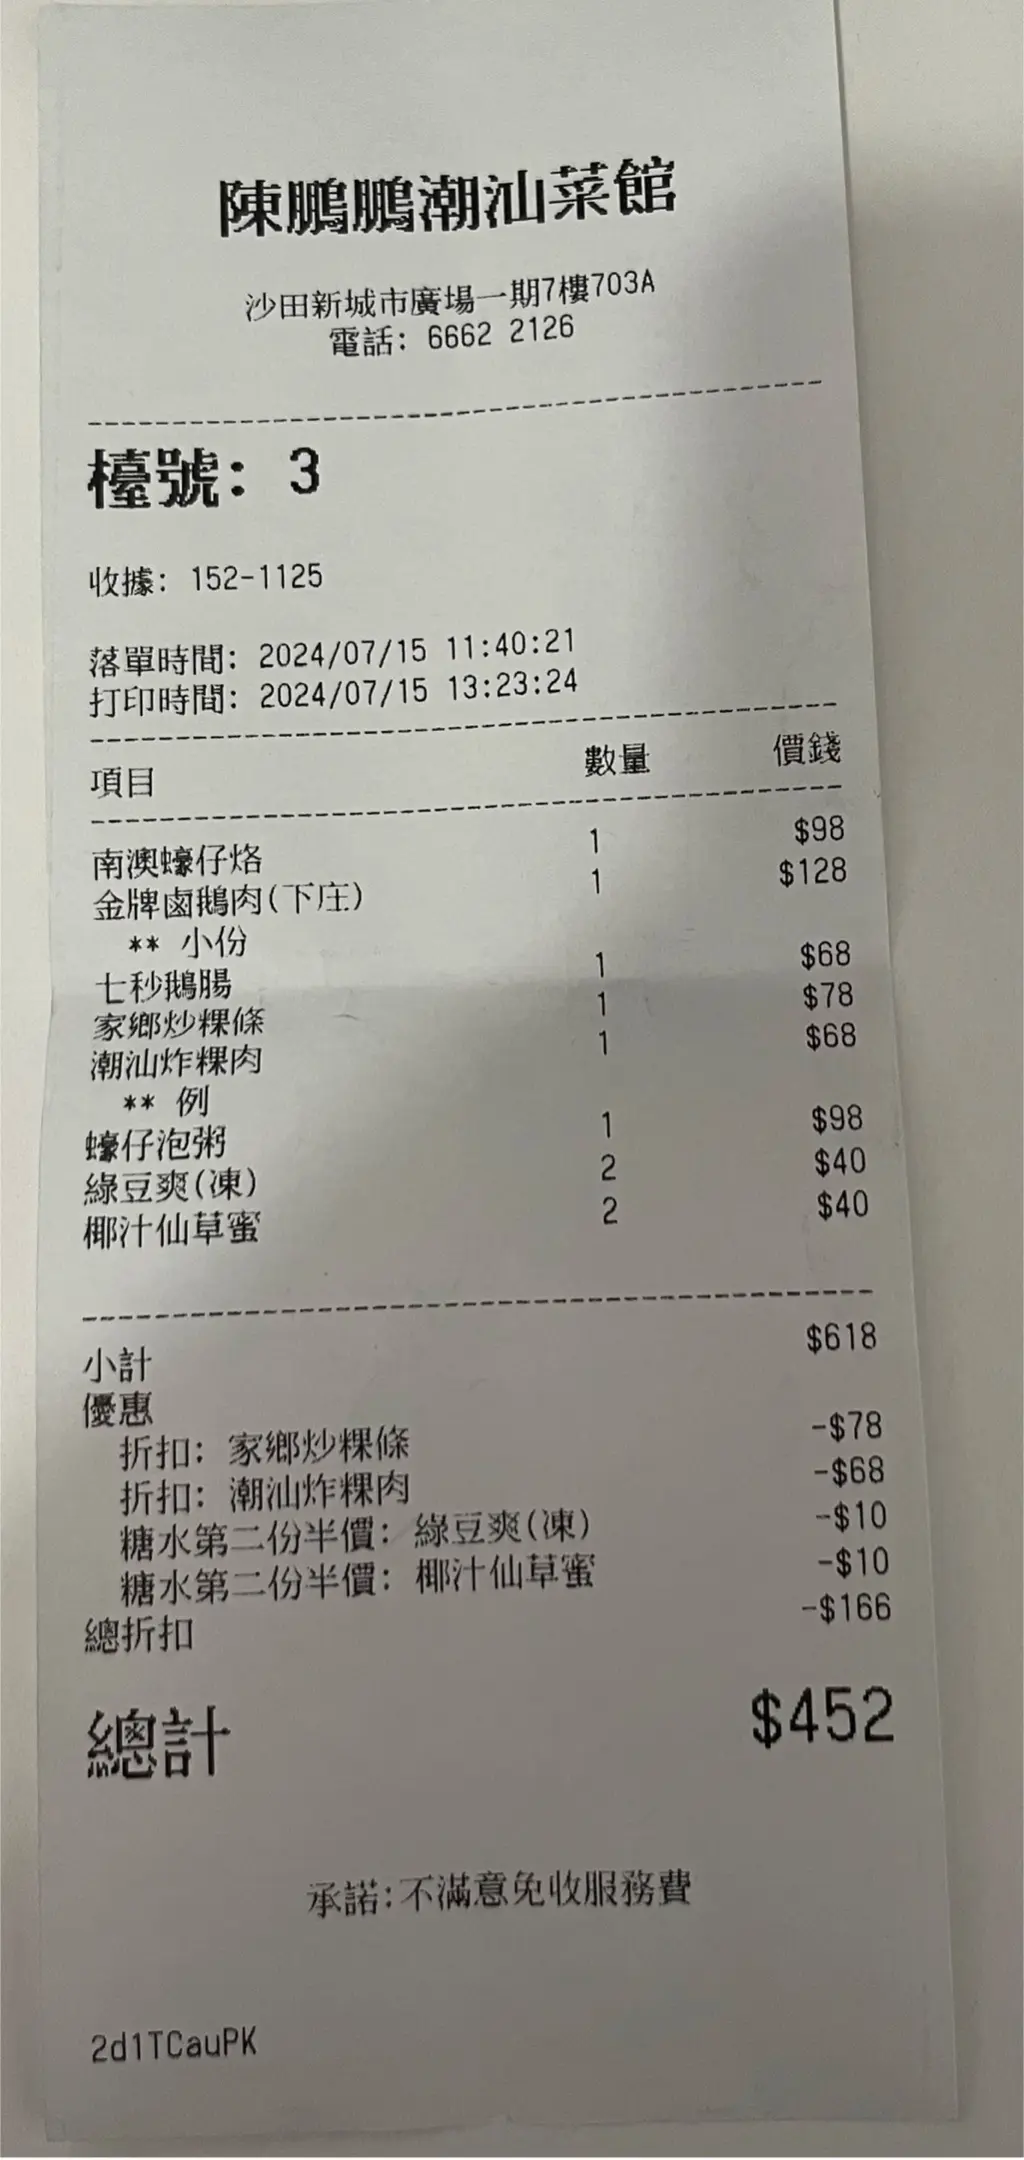 陳鵬鵬潮汕菜館
沙田新城市廣場一期7樓703A
電話: 6662 2126
檯號: 3
收據: 152-1125
落單時間: 2024/07/15 11:40:21
打印時間: 2024/07/15 13:23:24
項目 數量 價錢
南澳蠔仔烙 1 $98
金牌鹵鵝肉(下庄) 1 $128
** 小份
七秒鵝腸 1 $68
家鄉炒粿條 1 $78
潮汕炸粿肉 1 $68
** 例
蠔仔泡粥 1 $98
綠豆爽(凍) 2 $40
椰汁仙草蜜 2 $40
小計 $618
優惠
折扣: 家鄉炒粿條 -$78
折扣: 潮汕炸粿肉 -$68
糖水第二份半價: 綠豆爽(凍) -$10
糖水第二份半價: 椰汁仙草蜜 -$10
總折扣 -$166
總計 $452
承諾:不滿意免收服務費
2d1TCauPK